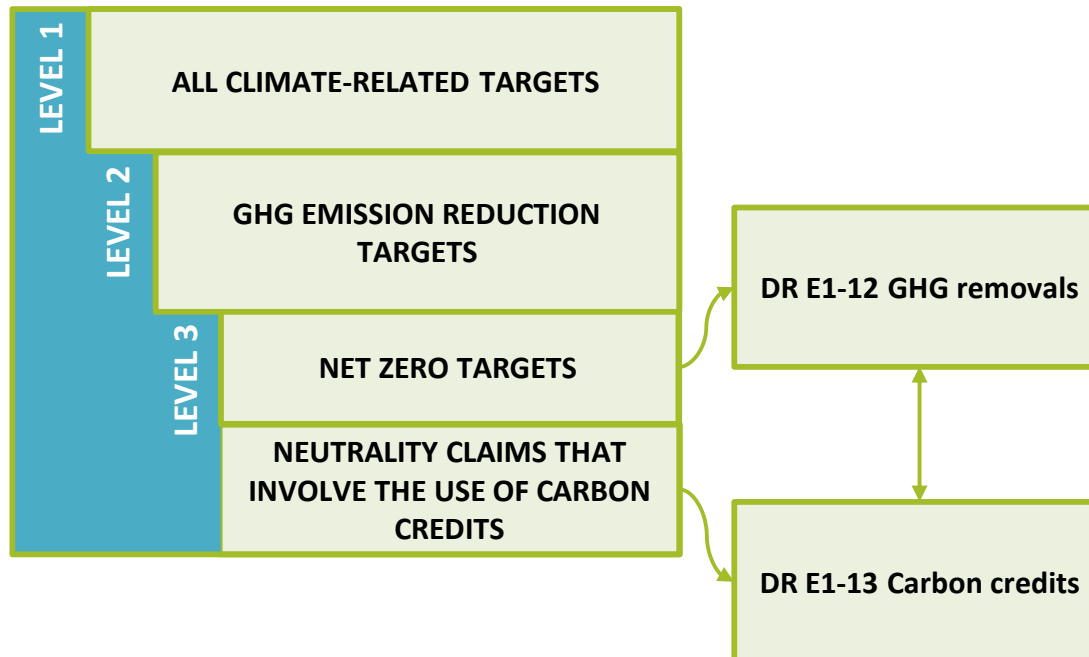 LEVEL 1
ALL CLIMATE-RELATED TARGETS
LEVEL 2
GHG EMISSION REDUCTION
TARGETS
LEVEL 3
NET ZERO TARGETS
NEUTRALITY CLAIMS THAT
INVOLVE THE USE OF CARBON
CREDITS
DR E1-12 GHG removals
DR E1-13 Carbon credits